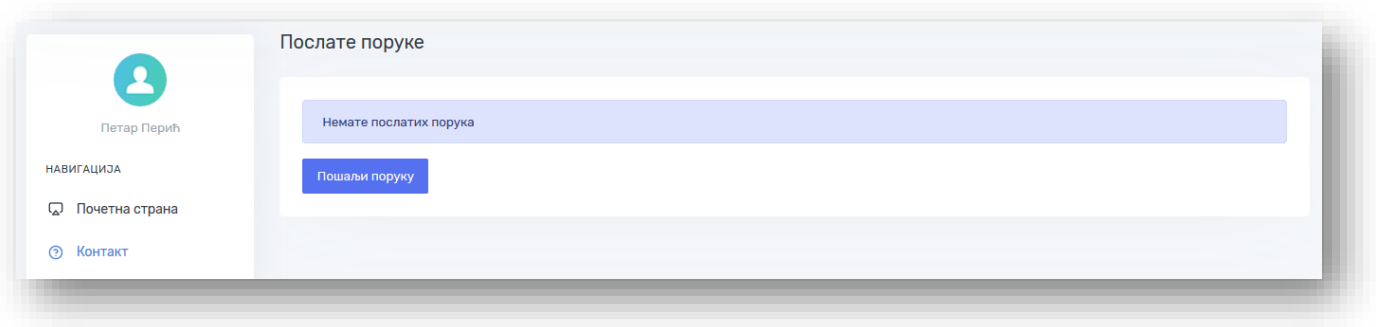 Послате поруке
Петар Перић
НАВИГАЦИЈА
Почетна страна
Контакт
Немате послатих порука
Пошаљи поруку